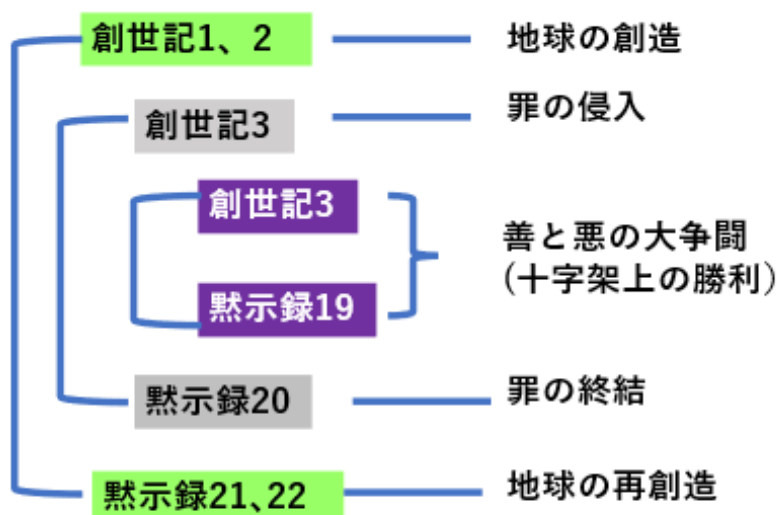 創世記1、2
地球の創造
創世記3
罪の侵入
創世記3
黙示録19
善と悪の大争闘
(十字架上の勝利)
黙示録20
罪の終結
黙示録21、22
地球の再創造